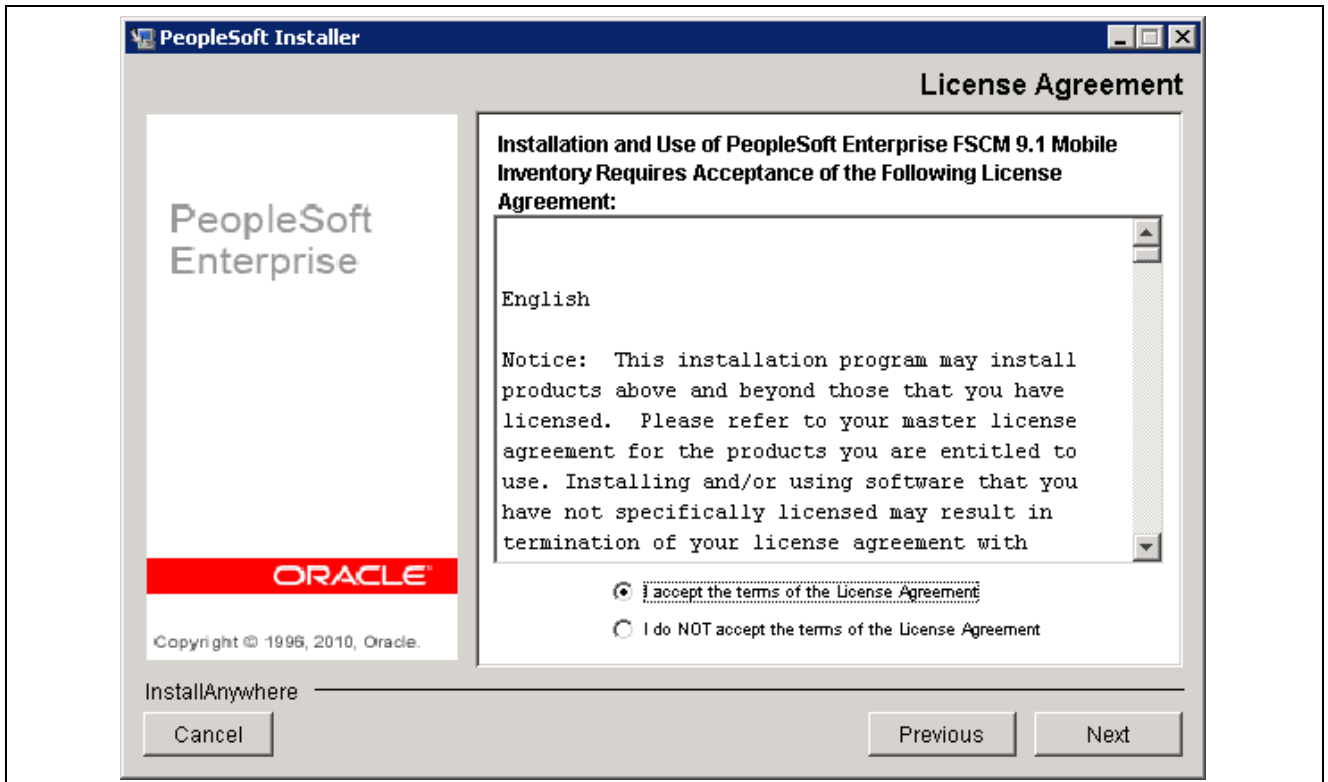 PeopleSoft Installer
License Agreement
PeopleSoft
Enterprise
ORACLE
Copyright © 1996, 2010, Oracle.
Installation and Use of PeopleSoft Enterprise FSCM 9.1 Mobile
Inventory Requires Acceptance of the Following License
Agreement:
English
Notice:  This installation program may install
products above and beyond those that you have
licensed.  Please refer to your master license
agreement for the products you are entitled to
use. Installing and/or using software that you
have not specifically licensed may result in
termination of your license agreement with
I accept the terms of the License Agreement
I do NOT accept the terms of the License Agreement
InstallAnywhere
Cancel
Previous
Next